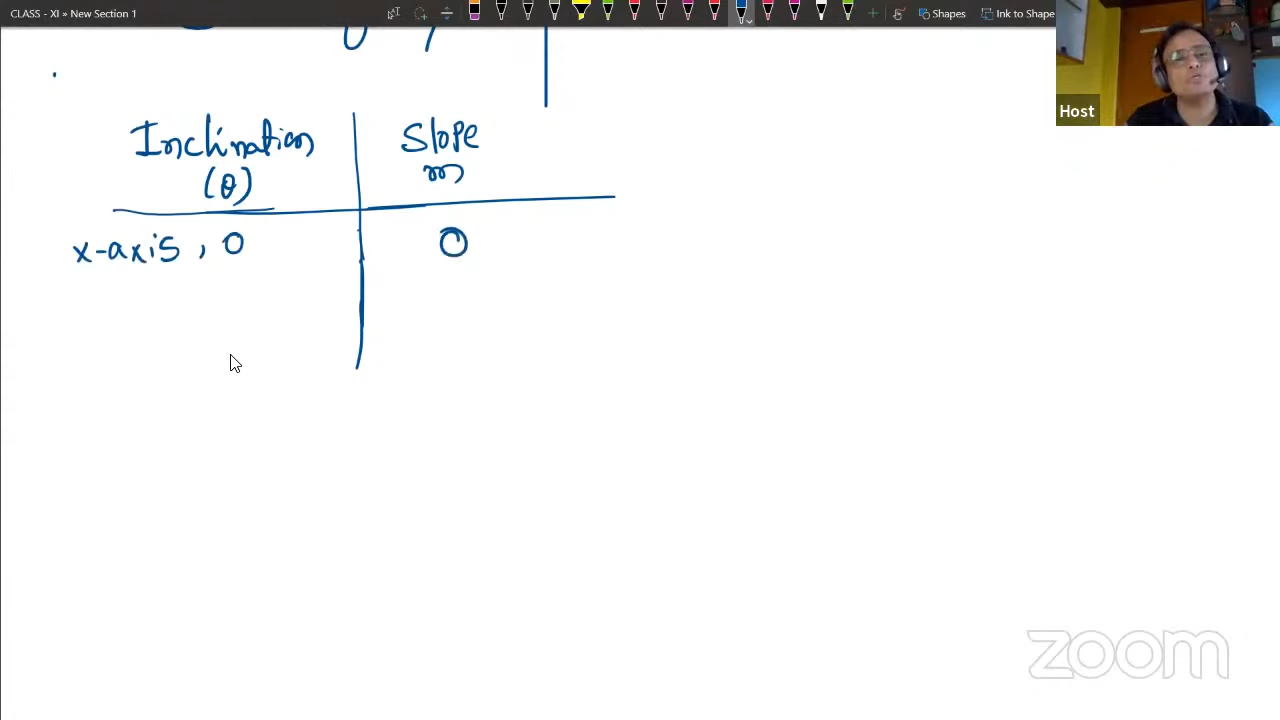 CLASS - XI » New Section 1
Shapes
Ink to Shape
Host
Inclination
(θ)
Slope
m
x-axis, 0
0
zoom